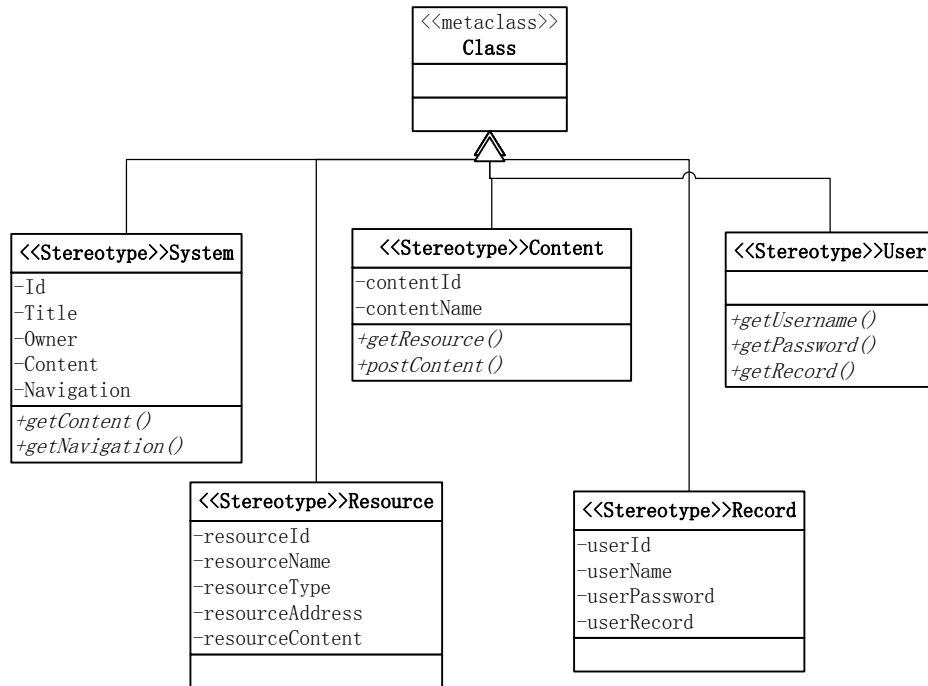 <<metaclass>>
Class
<<Stereotype>>System
-Id
-Title
-Owner
-Content
-Navigation
+getContent()
+getNavigation()
<<Stereotype>>Content
-contentId
-contentName
+getResource()
+postContent()
<<Stereotype>>User
+getUsername()
+getPassword()
+getRecord()
<<Stereotype>>Resource
-resourceId
-resourceName
-resourceType
-resourceAddress
-resourceContent
<<Stereotype>>Record
-userId
-userName
-userPassword
-userRecord